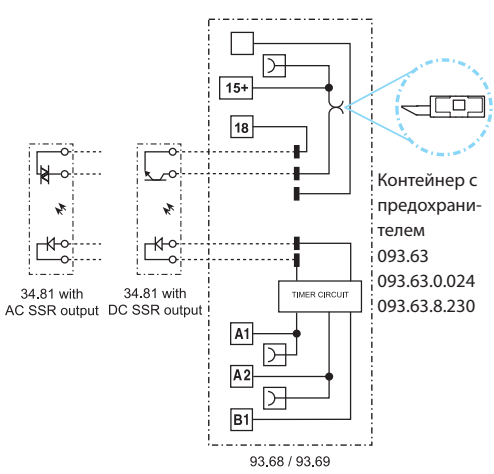 15+
18
Контейнер с
предохрани-
телем
093.63
093.63.0.024
093.63.8.230
34.81 with
AC SSR output
34.81 with
DC SSR output
TIMER CIRCUIT
A1
A2
B1
93.68 / 93.69